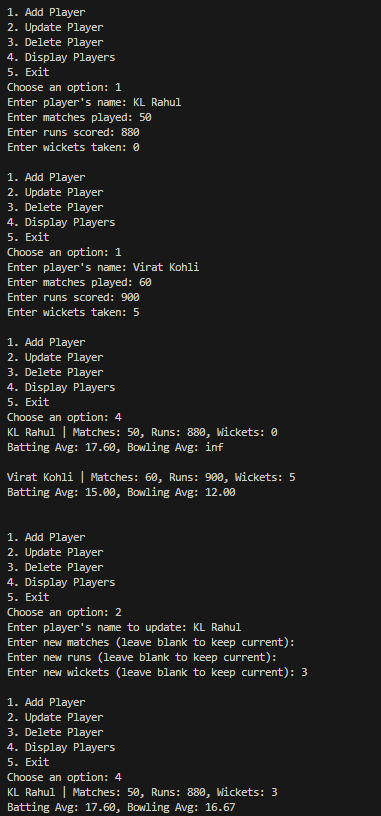 1. Add Player
2. Update Player
3. Delete Player
4. Display Players
5. Exit
Choose an option: 1
Enter player's name: KL Rahul
Enter matches played: 50
Enter runs scored: 880
Enter wickets taken: 0

1. Add Player
2. Update Player
3. Delete Player
4. Display Players
5. Exit
Choose an option: 1
Enter player's name: Virat Kohli
Enter matches played: 60
Enter runs scored: 900
Enter wickets taken: 5

1. Add Player
2. Update Player
3. Delete Player
4. Display Players
5. Exit
Choose an option: 4
KL Rahul | Matches: 50, Runs: 880, Wickets: 0
Batting Avg: 17.60, Bowling Avg: inf

Virat Kohli | Matches: 60, Runs: 900, Wickets: 5
Batting Avg: 15.00, Bowling Avg: 12.00

1. Add Player
2. Update Player
3. Delete Player
4. Display Players
5. Exit
Choose an option: 2
Enter player's name to update: KL Rahul
Enter new matches (leave blank to keep current):
Enter new runs (leave blank to keep current):
Enter new wickets (leave blank to keep current): 3

1. Add Player
2. Update Player
3. Delete Player
4. Display Players
5. Exit
Choose an option: 4
KL Rahul | Matches: 50, Runs: 880, Wickets: 3
Batting Avg: 17.60, Bowling Avg: 16.67